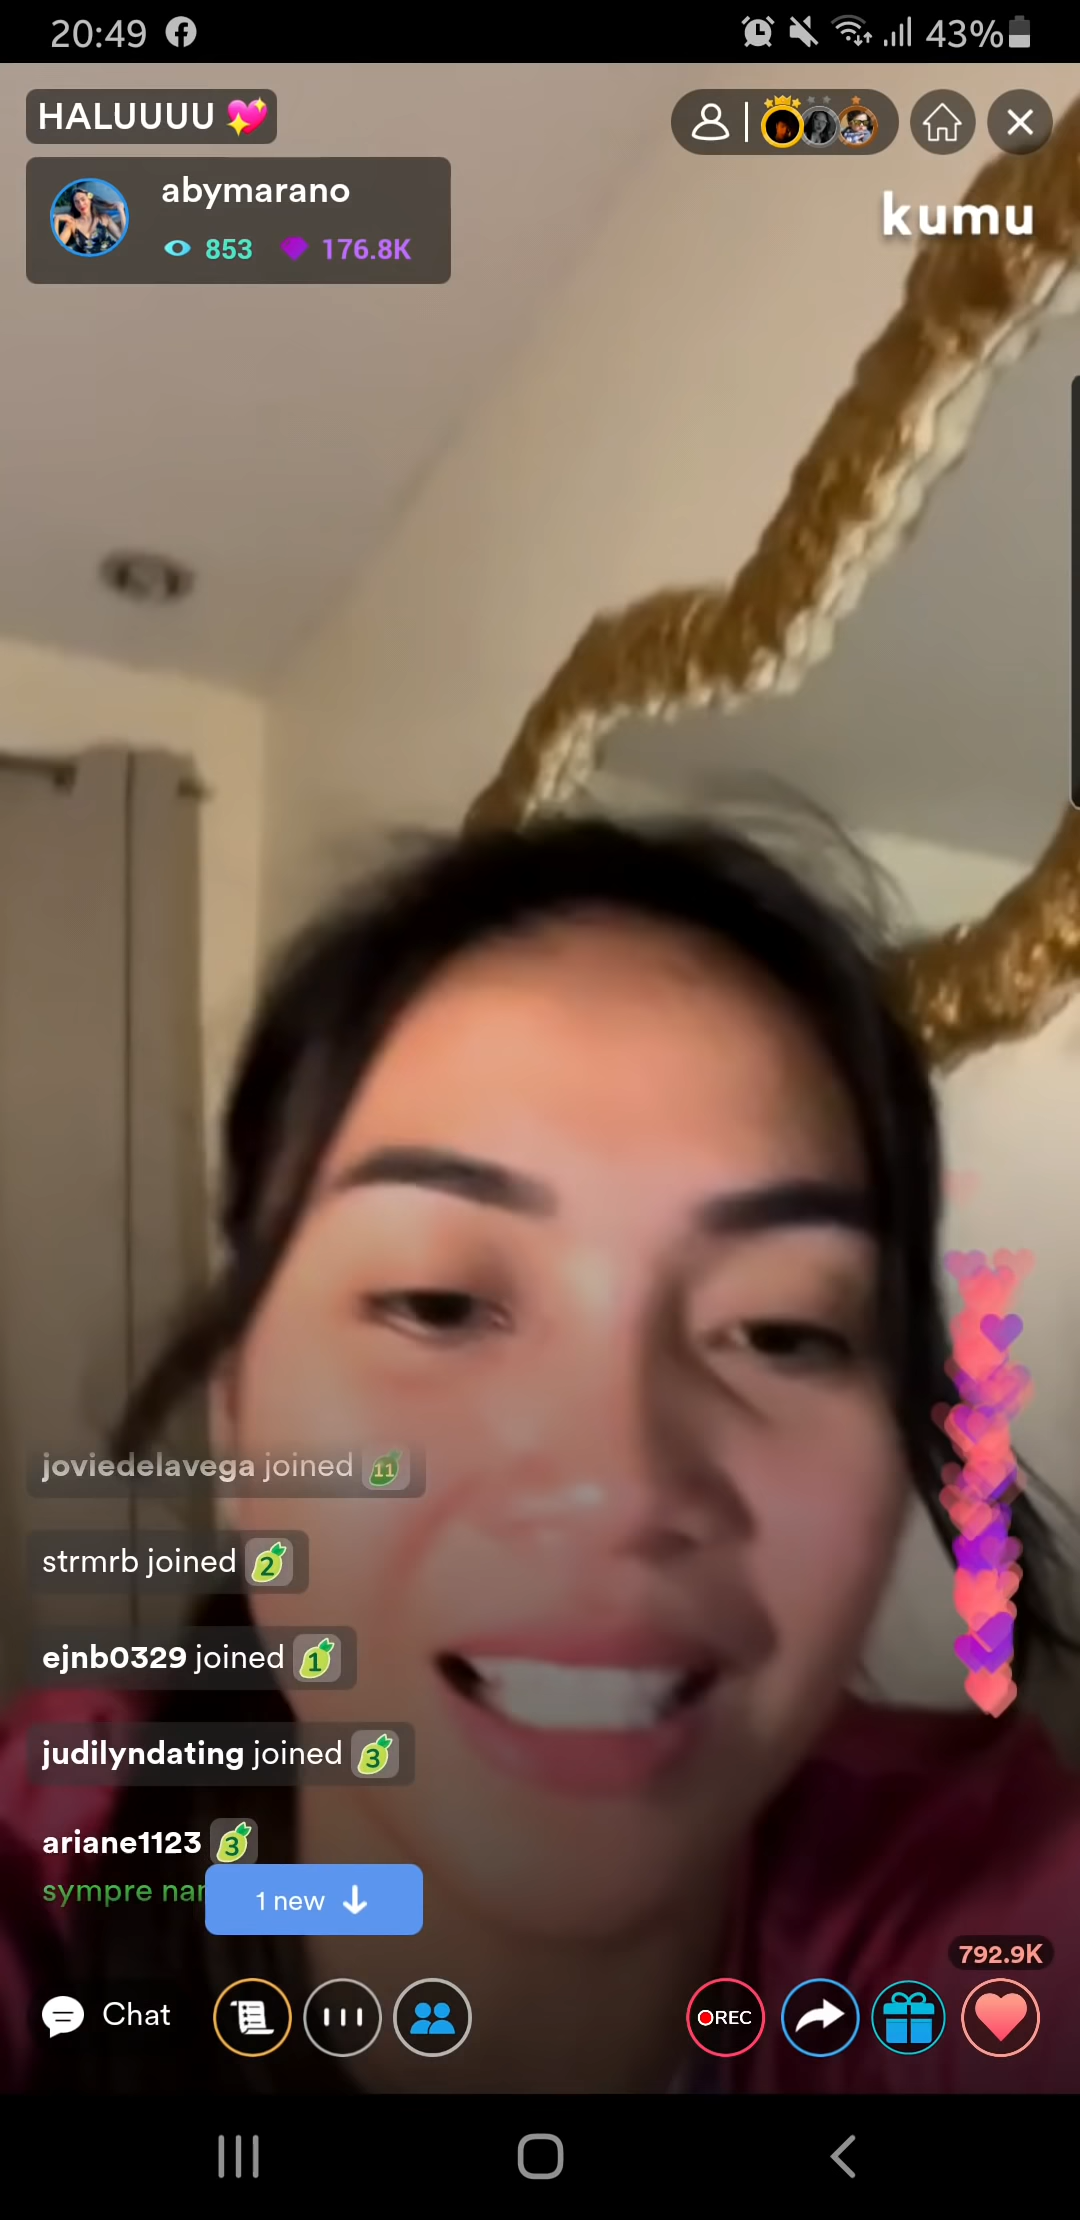 20:49
43%
HALUUUU 💖
abymarano
853 176.8K
kumu
joviedelavega joined 11
strmrb joined 2
ejnb0329 joined 1
judilyndating joined 3
ariane1123 3
sympre
1 new ↓
792.9K
Chat
REC